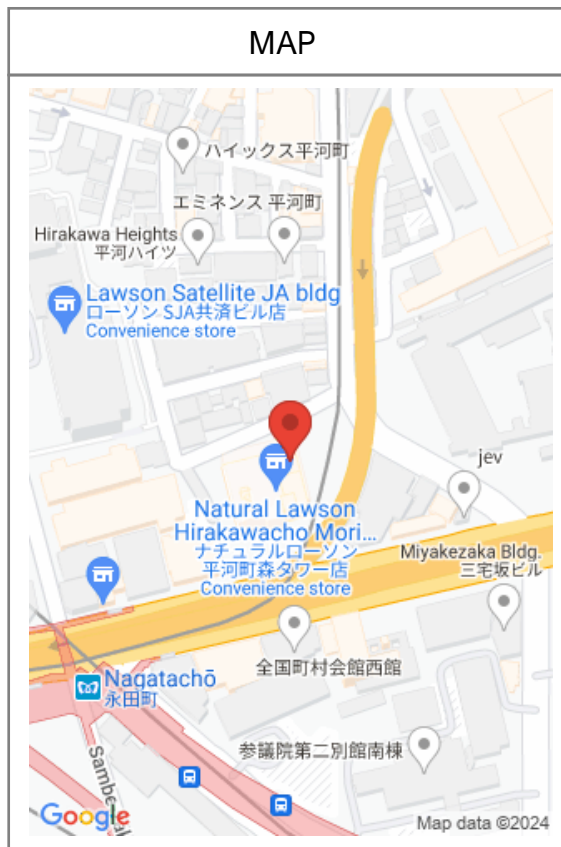 MAP
ハイックス平河町
エミネンス 平河町
Hirakawa Heights
平河ハイツ
Lawson Satellite JA bldg
ローソン SJA共済ビル店
Convenience store
jev
Natural Lawson
Hirakawacho Mori...
ナチュラルローソン
平河町森タワー店
Convenience store
Miyakezaka Bldg.
三宅坂ビル
全国町村会館西館
Nagatachō
永田町
参議院第二別館南棟
Google
Map data ©2024